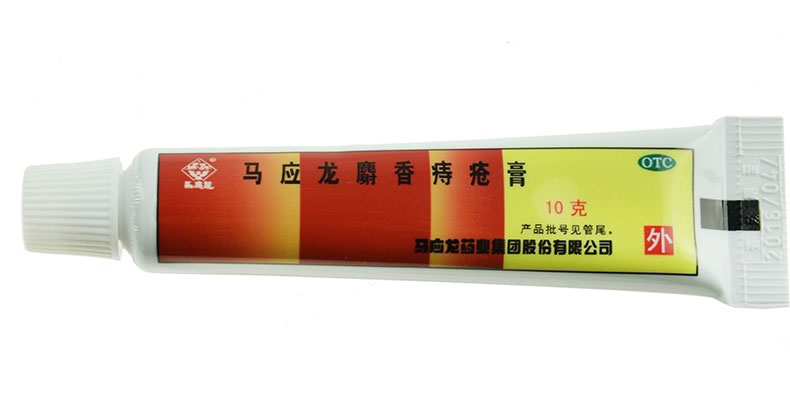 马应龙麝香痔疮膏
OTC
10克
产品批号见管尾。
马应龙药业集团股份有限公司
外